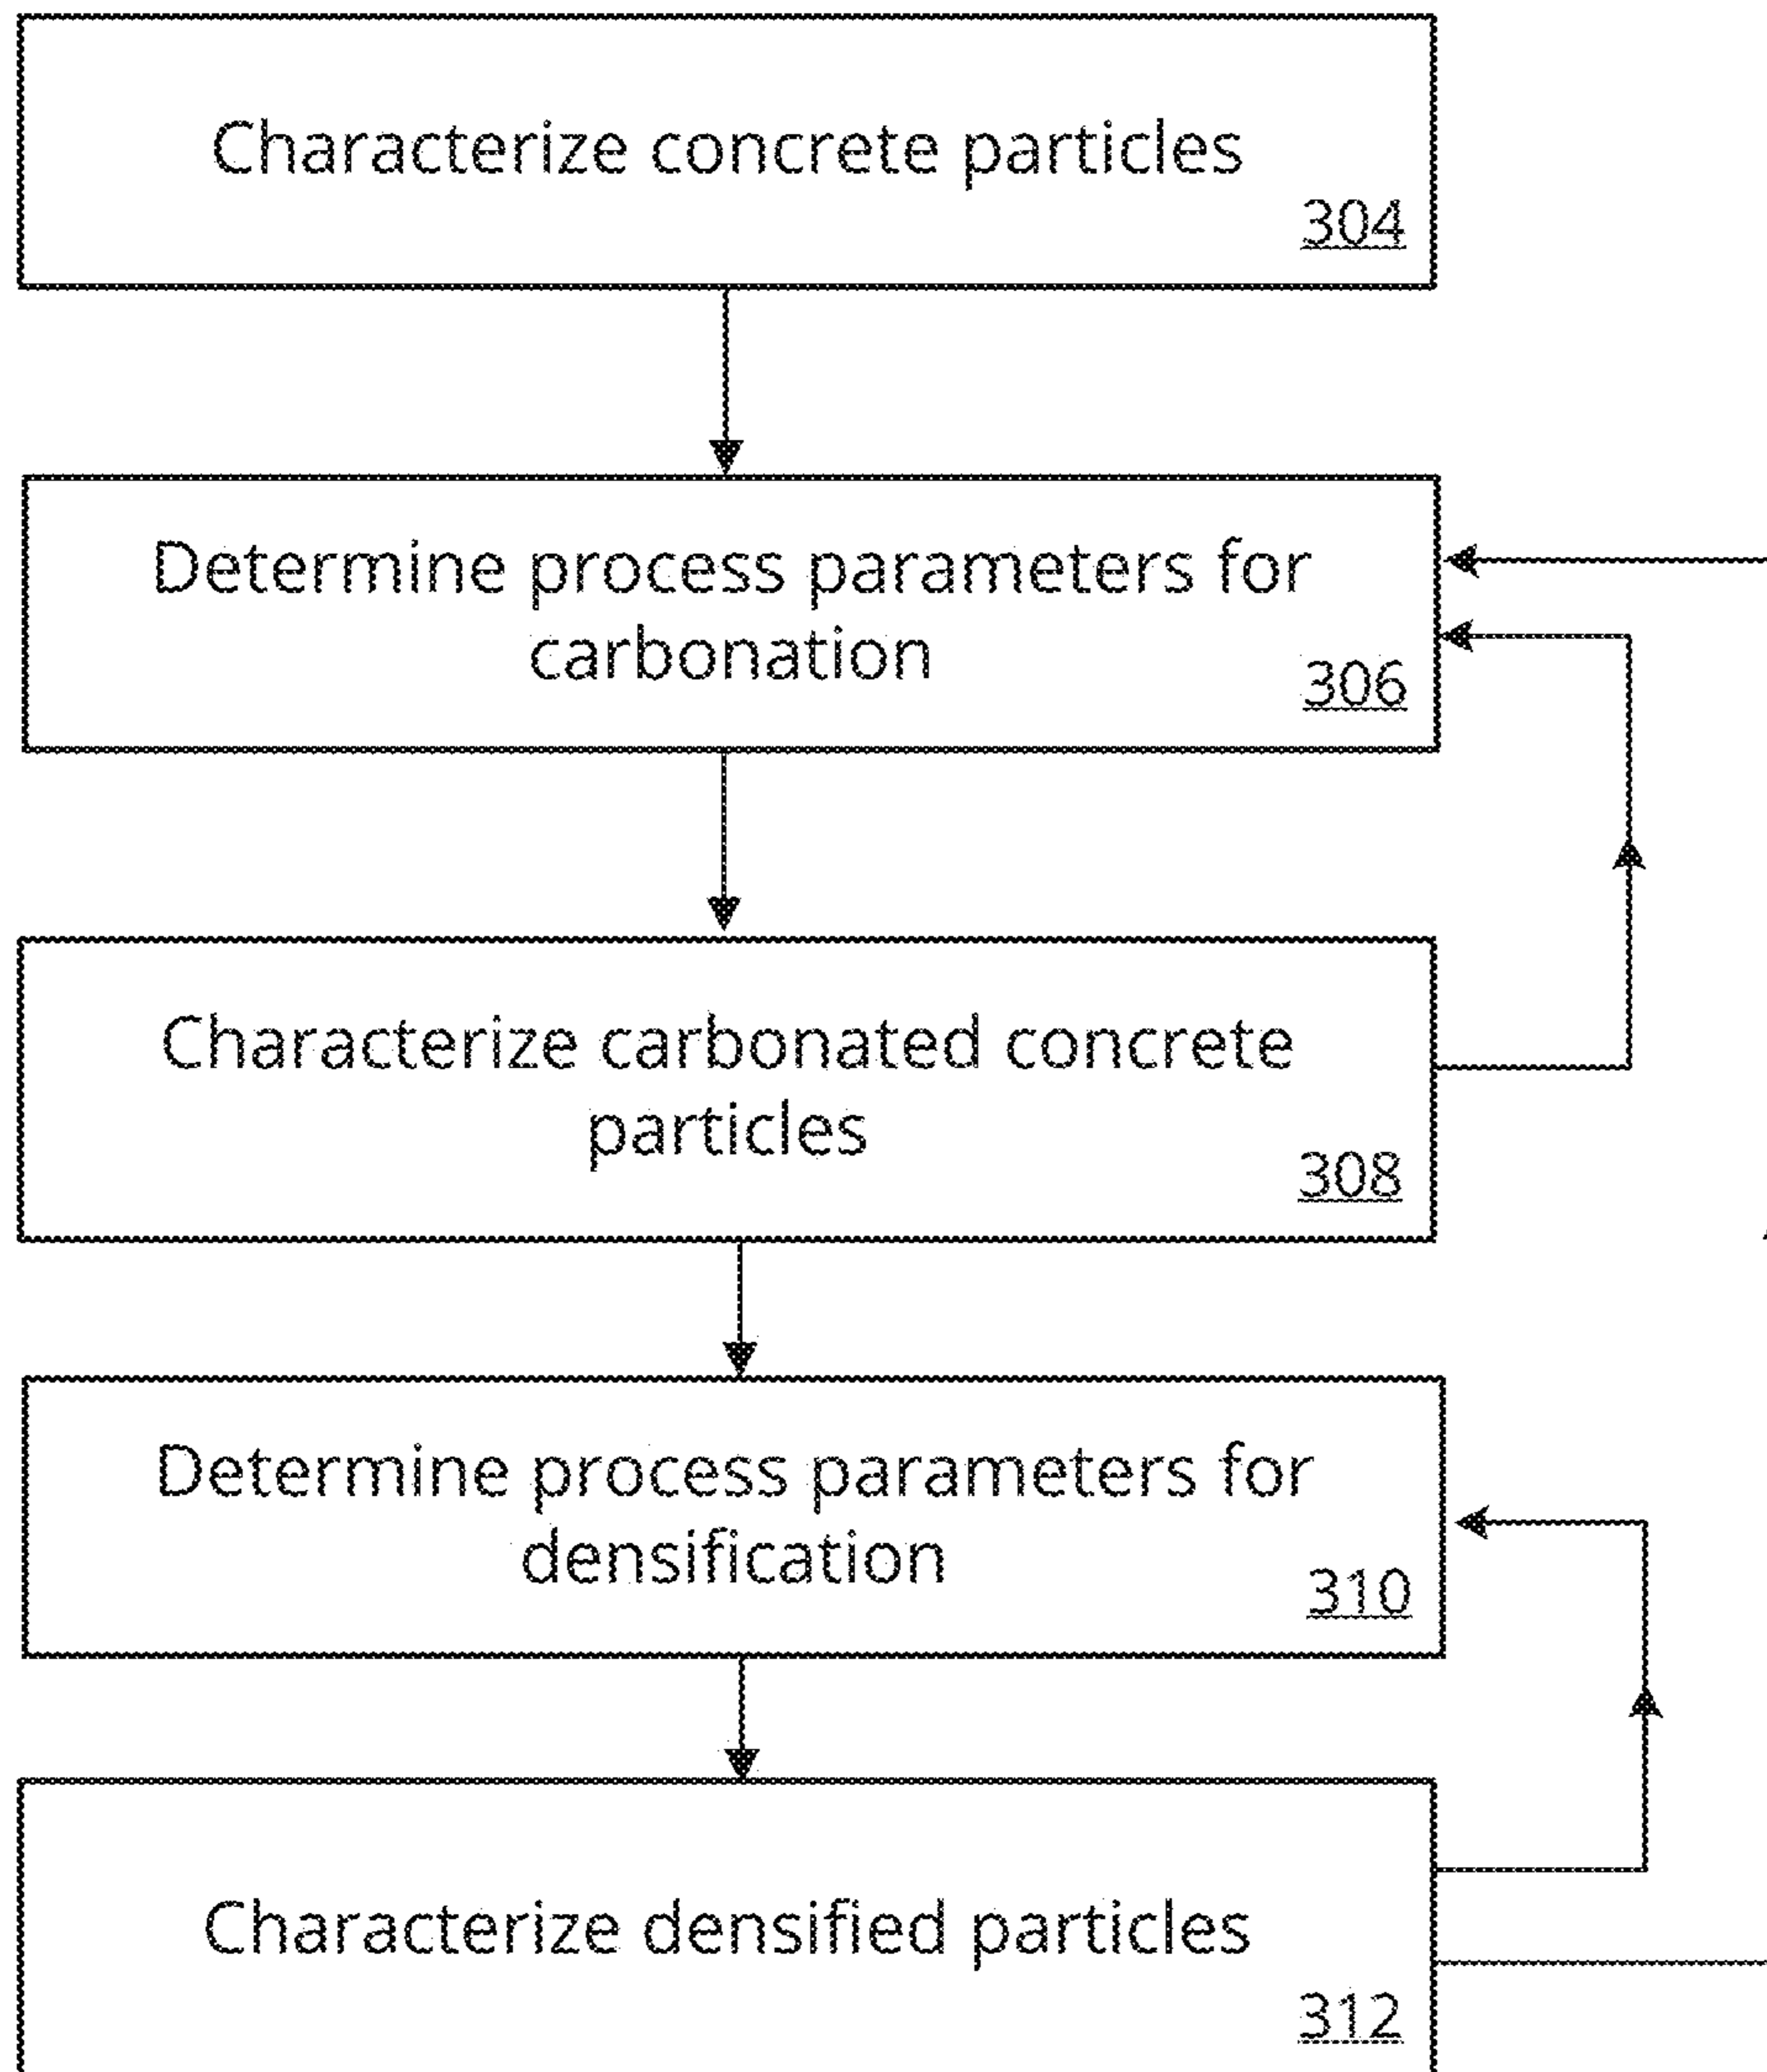 Characterize concrete particles
304
Determine process parameters for
carbonation
306
Characterize carbonated concrete
particles
308
Determine process parameters for
densification
310
Characterize densified particles
312